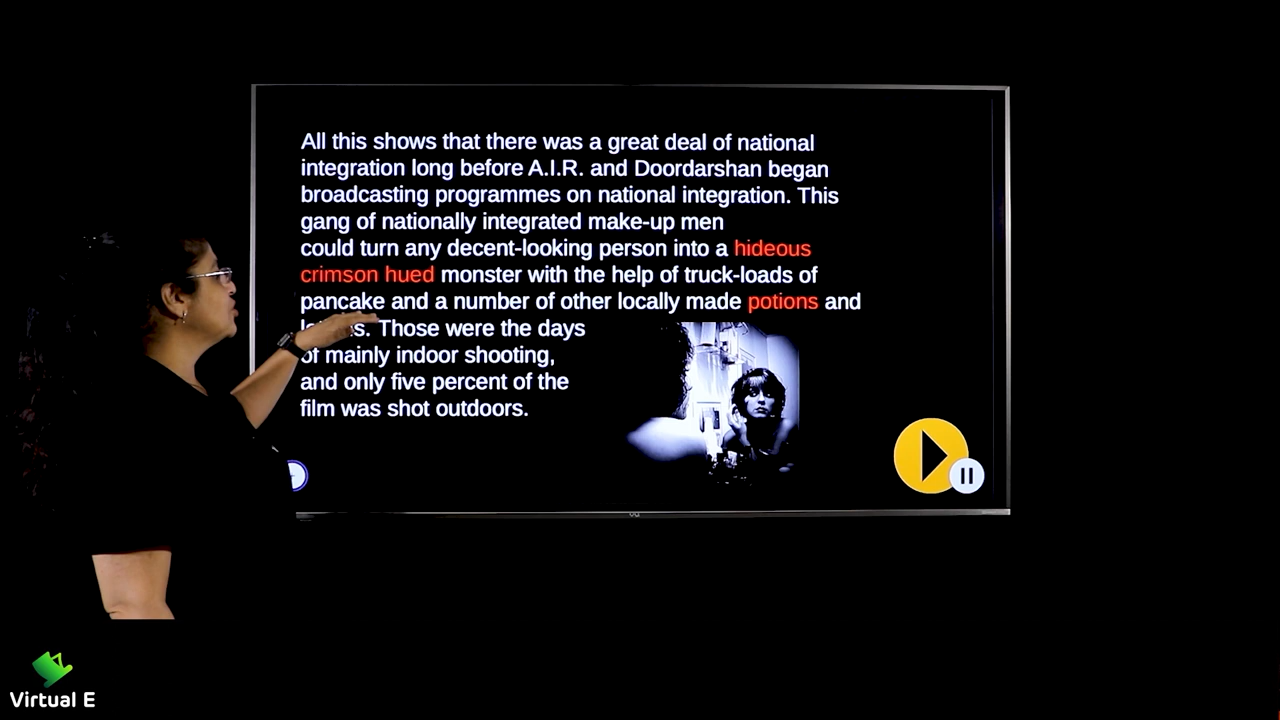 All this shows that there was a great deal of national
integration long before A.I.R. and Doordarshan began
broadcasting programmes on national integration. This
gang of nationally integrated make-up men
could turn any decent-looking person into a hideous
crimson hued monster with the help of truck-loads of
pancake and a number of other locally made potions and
Those were the days
of mainly indoor shooting,
and only five percent of the
film was shot outdoors.
Virtual E